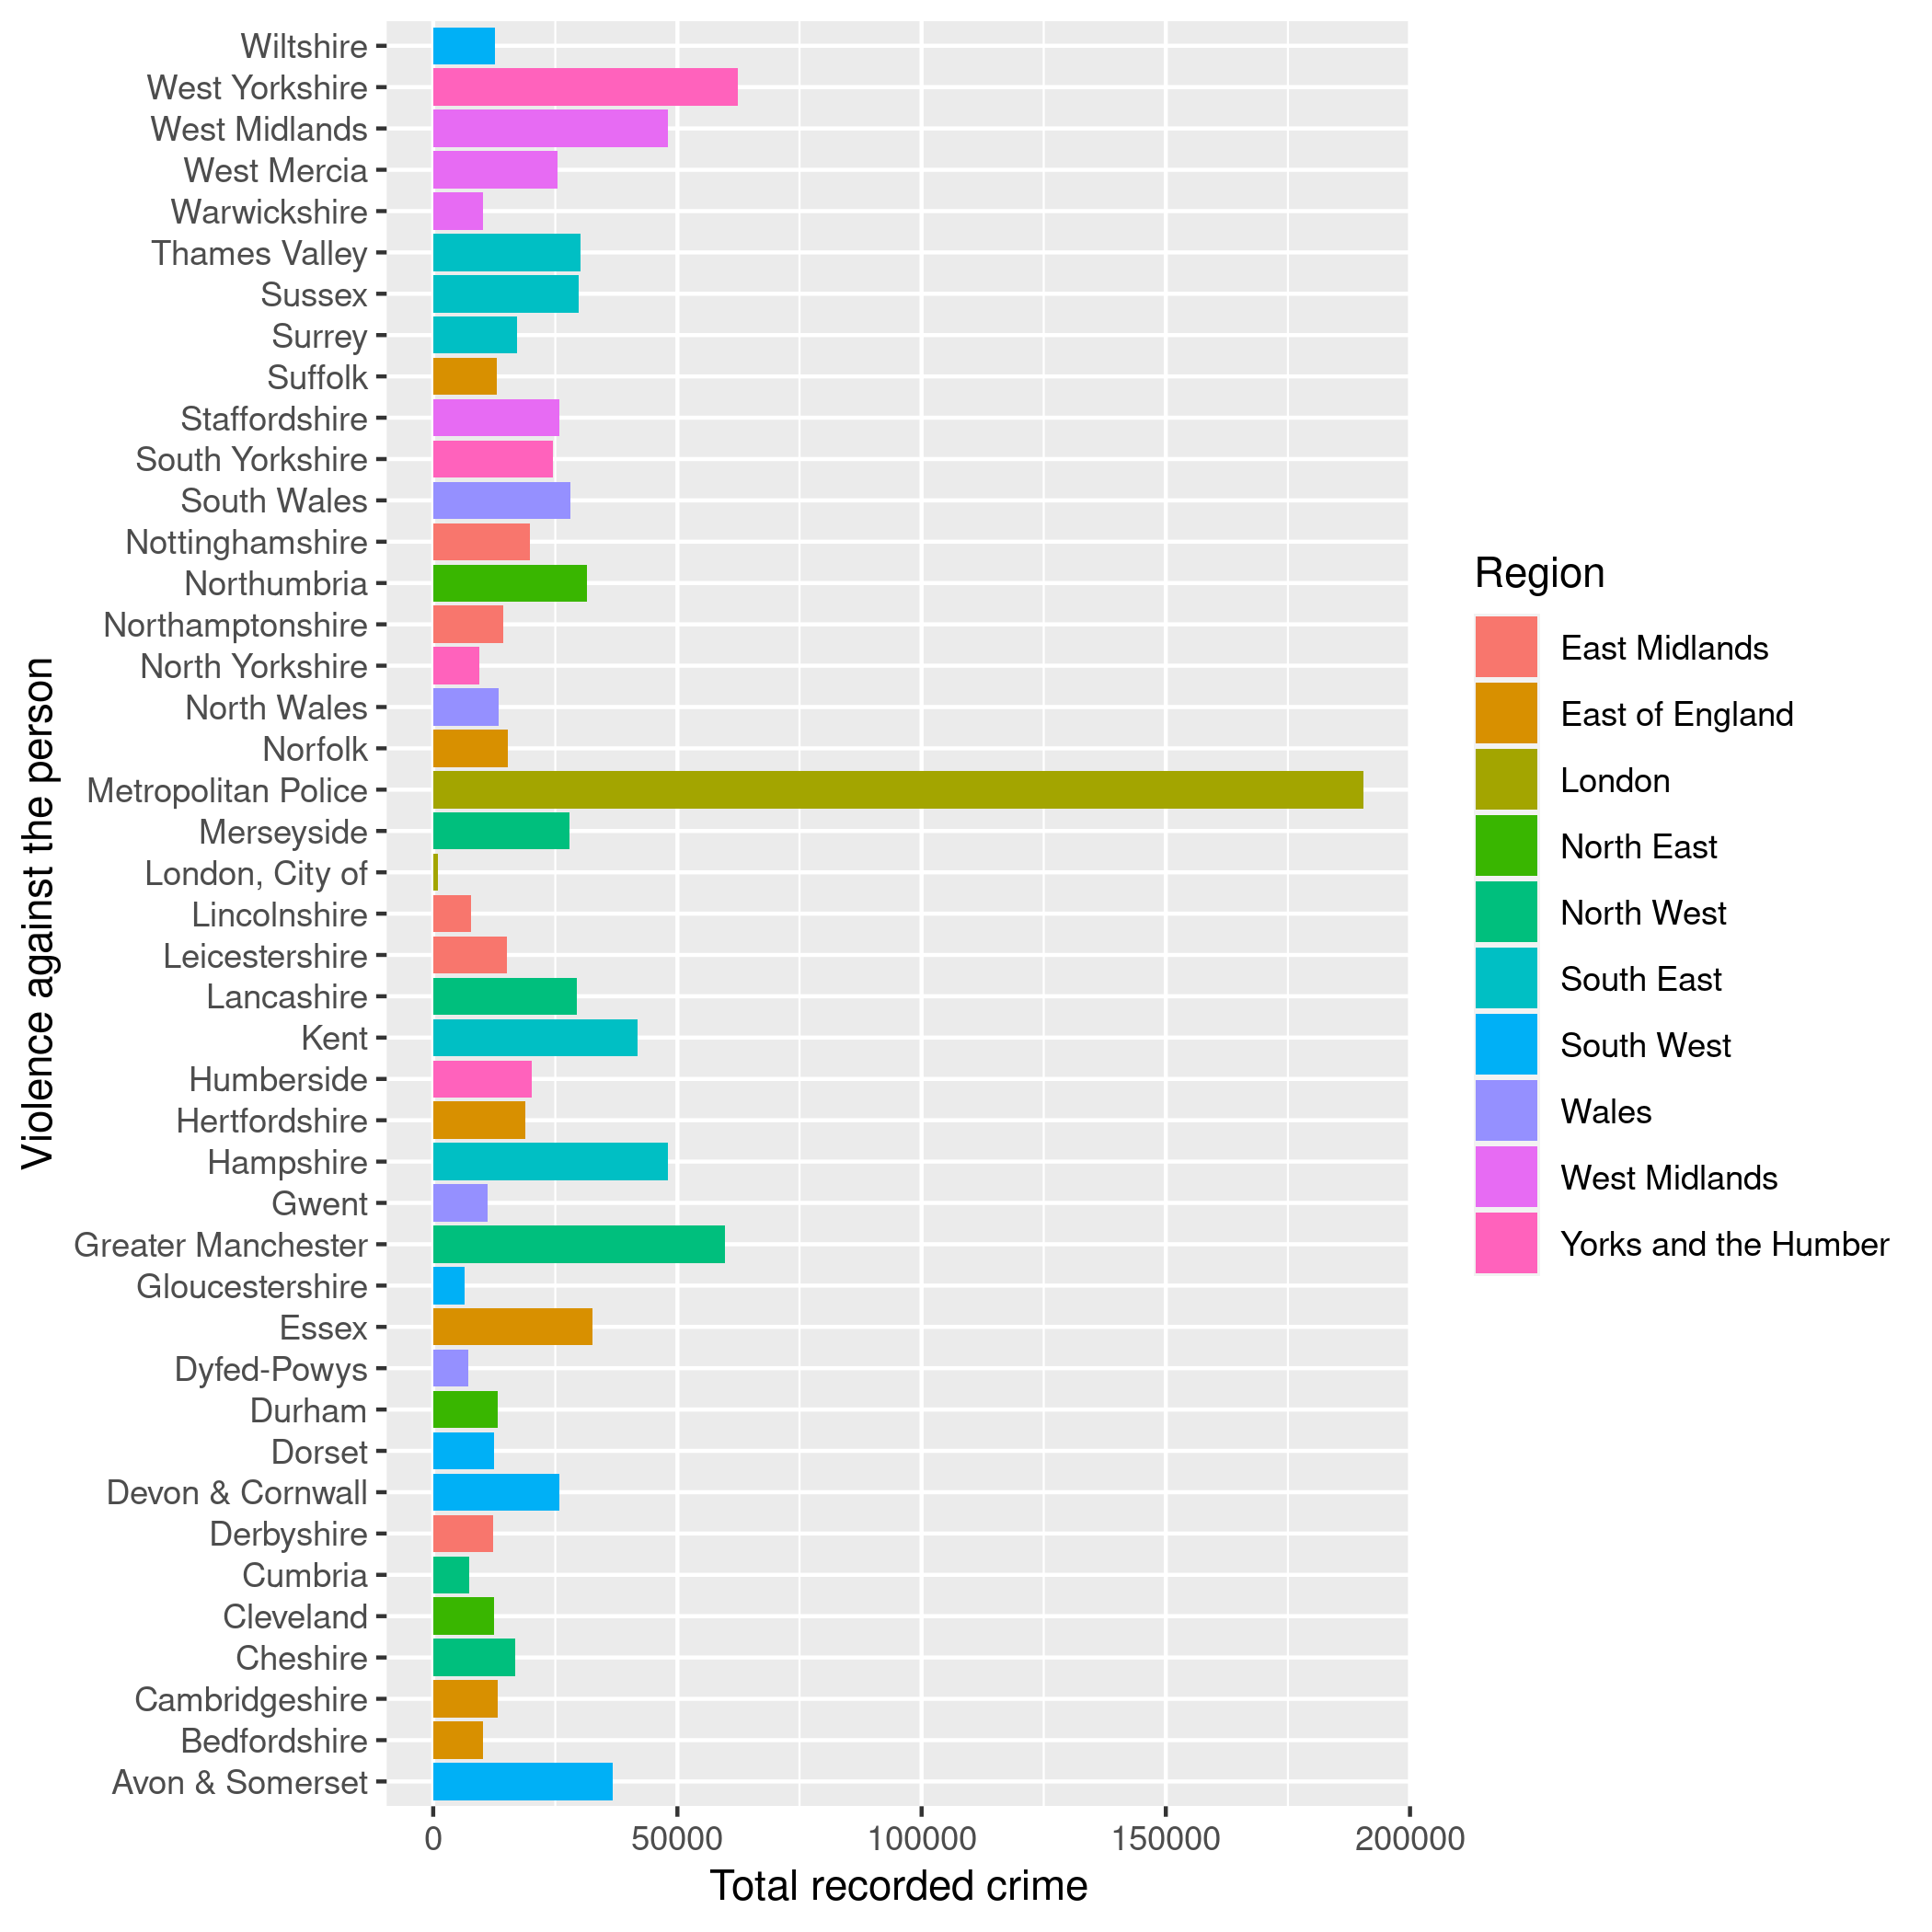 Wiltshire
West Yorkshire
West Midlands
West Mercia
Warwickshire
Thames Valley
Sussex
Surrey
Suffolk
Staffordshire
South Yorkshire
South Wales
Nottinghamshire
Northumbria
Northamptonshire
North Yorkshire
North Wales
Norfolk
Metropolitan Police
Merseyside
London, City of
Lincolnshire
Leicestershire
Lancashire
Kent
Humberside
Hertfordshire
Hampshire
Gwent
Greater Manchester
Gloucestershire
Essex
Dyfed-Powys
Durham
Dorset
Devon & Cornwall
Derbyshire
Cumbria
Cleveland
Cheshire
Cambridgeshire
Bedfordshire
Avon & Somerset
Violence against the person
0 50000 100000 150000 200000
Total recorded crime
Region
East Midlands
East of England
London
North East
North West
South East
South West
Wales
West Midlands
Yorks and the Humber